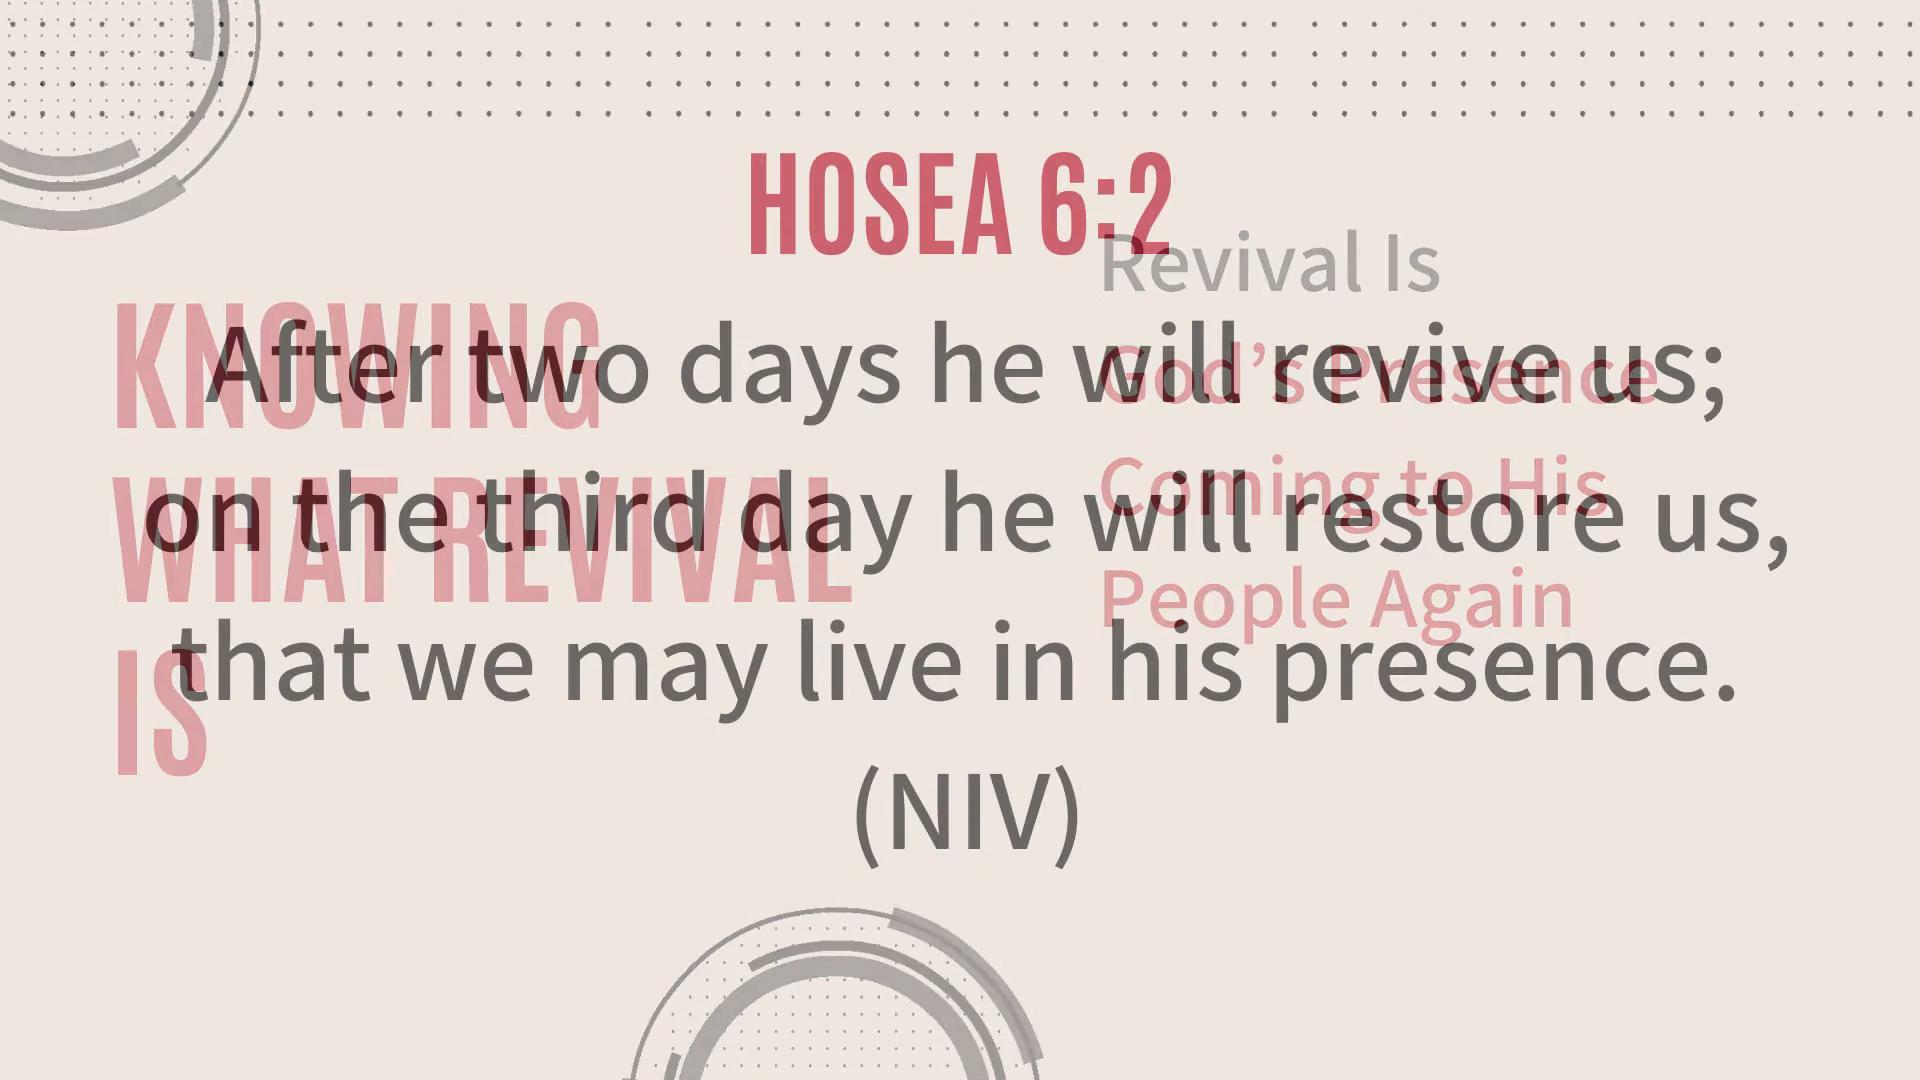 HOSEA 6:2
After two days he will revive us;
on the third day he will restore us,
that we may live in his presence.
(NIV)
KNOWING
WHAT REVIVAL
IS
Revival Is
God’s Presence
Coming to His
People Again